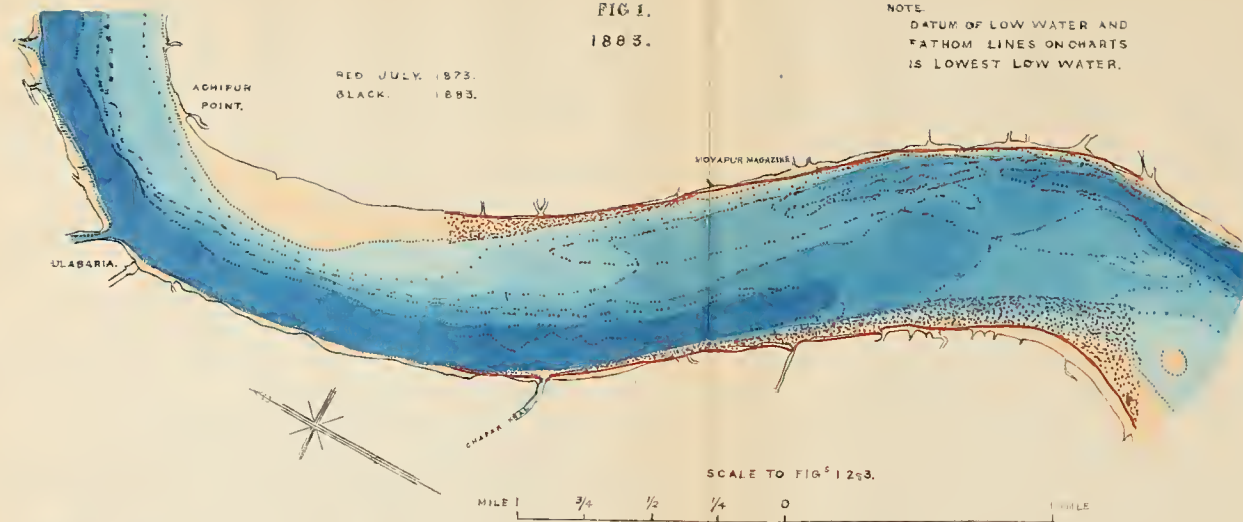 FIG 1.
1883.
NOTE
DATUM OF LOW WATER AND
FATHOM LINES ON CHARTS
IS LOWEST LOW WATER.
RED JULY. 1873.
BLACK. 1883.
ACHIPUR
POINT.
MOYAPUR MAGAZINE
ULABARIA.
CHAPAR KHAL
SCALE TO FIGS 1 2&3.
MILE 1 3/4 1/2 1/4 0 1 MILE